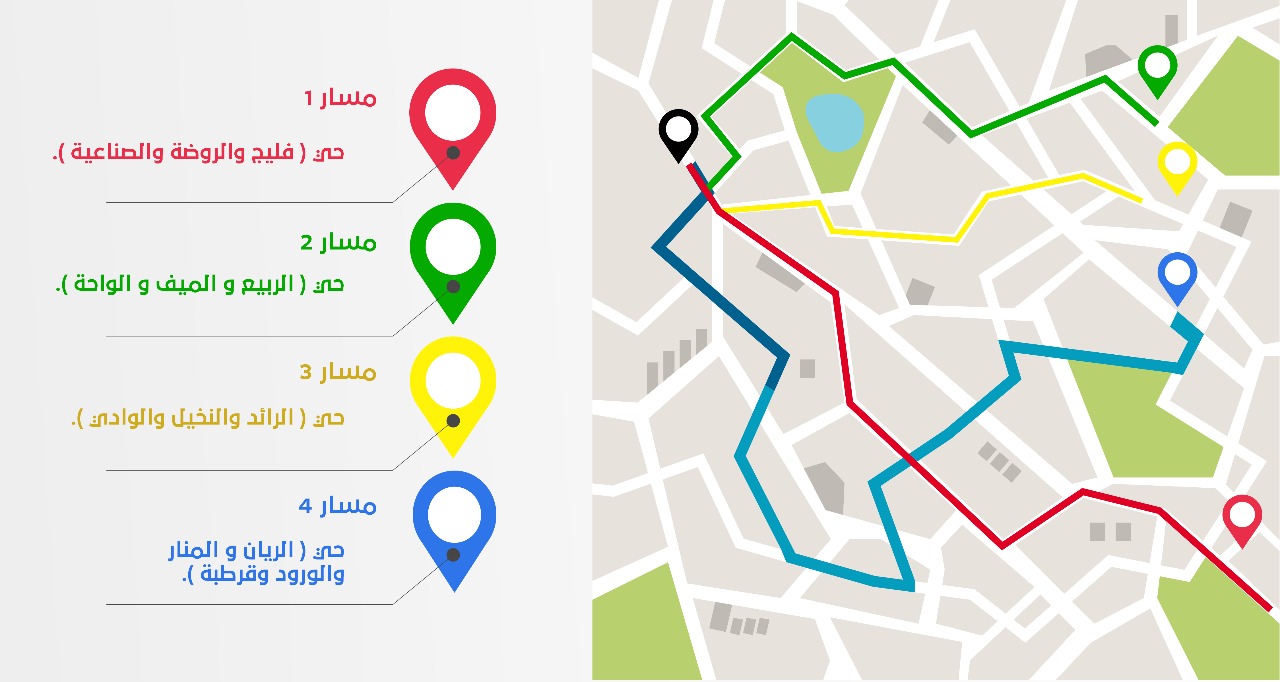 مسار 1
حي ( فليج والروضة والصناعية ).
مسار 2
حي ( الربيع و الميف و الواحة ).
مسار 3
حي ( الرائد والنخيل والوادي ).
مسار 4
حي ( الريان و المنار
والورود وقرطبة ).